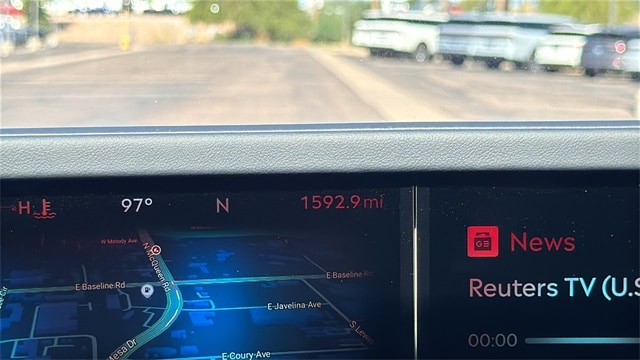 H 97° N 1592.9 mi
News
Reuters TV (U.S
00:00
W Melody Ave
N McQueen Rd
E Baseline Rd
E Baseline Rd
E Javelina Ave
Mesa Dr
S Lew
E Coury Ave